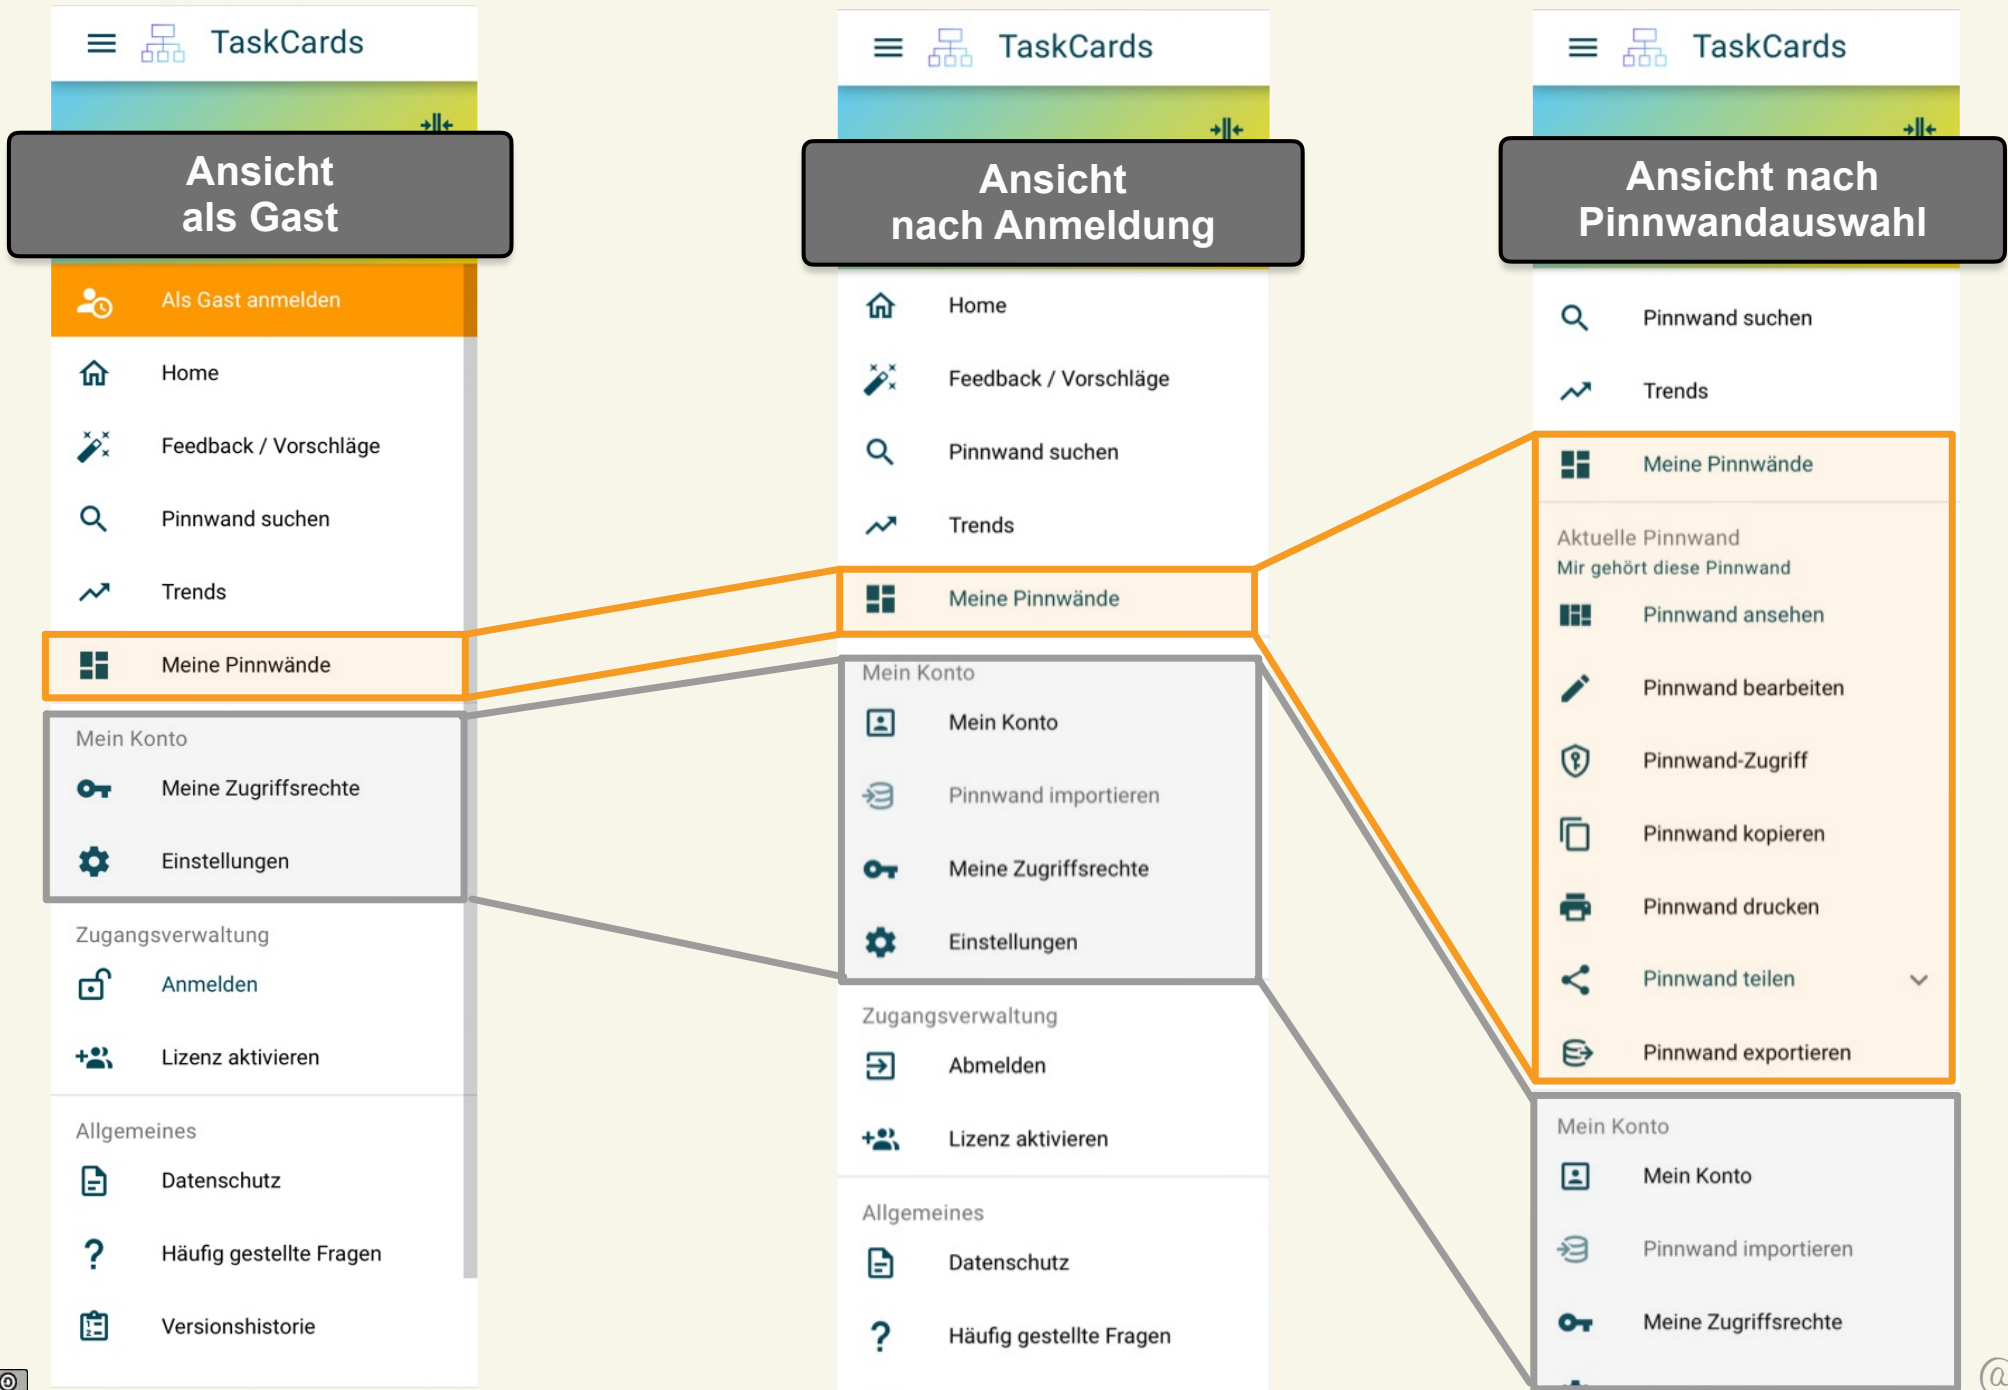 TaskCards
Ansicht
als Gast
Als Gast anmelden
Home
Feedback / Vorschläge
Pinnwand suchen
Trends
Meine Pinnwände
Mein Konto
Meine Zugriffsrechte
Einstellungen
Zugangsverwaltung
Anmelden
Lizenz aktivieren
Allgemeines
Datenschutz
Häufig gestellte Fragen
Versionshistorie
TaskCards
Ansicht
nach Anmeldung
Home
Feedback / Vorschläge
Pinnwand suchen
Trends
Meine Pinnwände
Mein Konto
Mein Konto
Pinnwand importieren
Meine Zugriffsrechte
Einstellungen
Zugangsverwaltung
Abmelden
Lizenz aktivieren
Allgemeines
Datenschutz
Häufig gestellte Fragen
TaskCards
Ansicht nach
Pinnwandauswahl
Pinnwand suchen
Trends
Meine Pinnwände
Aktuelle Pinnwand
Mir gehört diese Pinnwand
Pinnwand ansehen
Pinnwand bearbeiten
Pinnwand-Zugriff
Pinnwand kopieren
Pinnwand drucken
Pinnwand teilen
Pinnwand exportieren
Mein Konto
Mein Konto
Pinnwand importieren
Meine Zugriffsrechte
@